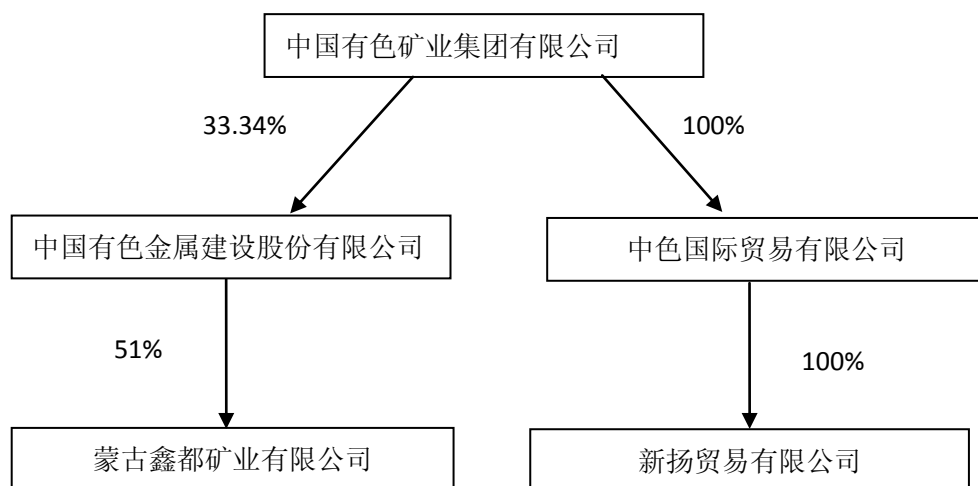 中国有色矿业集团有限公司
33.34%
100%
中国有色金属建设股份有限公司
中色国际贸易有限公司
51%
100%
蒙古鑫都矿业有限公司
新扬贸易有限公司